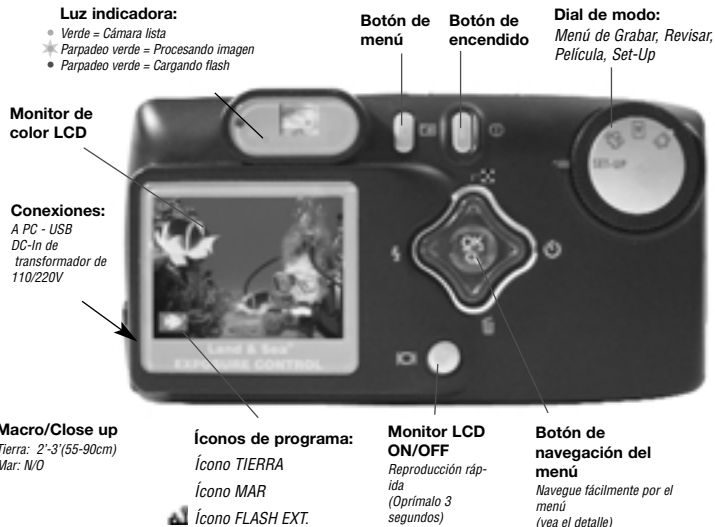 Luz indicadora:
Verde = Cámara lista
Parpadeo verde = Procesando imagen
Parpadeo verde = Cargando flash
Botón de
menú
Botón de
encendido
Dial de modo:
Menú de Grabar, Revisar,
Película, Set-Up
Monitor de
color LCD
SET-UP
Conexiones:
A PC - USB
DC-In de
transformador de
110/220V
OK
Land & Sea
EXPOSURE CONTROL
Macro/Close up
Tierra: 2'-3'(55-90cm)
Mar: N/O
Íconos de programa:
Ícono TIERRA
Ícono MAR
Ícono FLASH EXT.
Monitor LCD
ON/OFF
Reproducción ráp-
ida
(Oprímalo 3
segundos)
Botón de
navegación del
menú
Navegue fácilmente por el
menú
(vea el detalle)